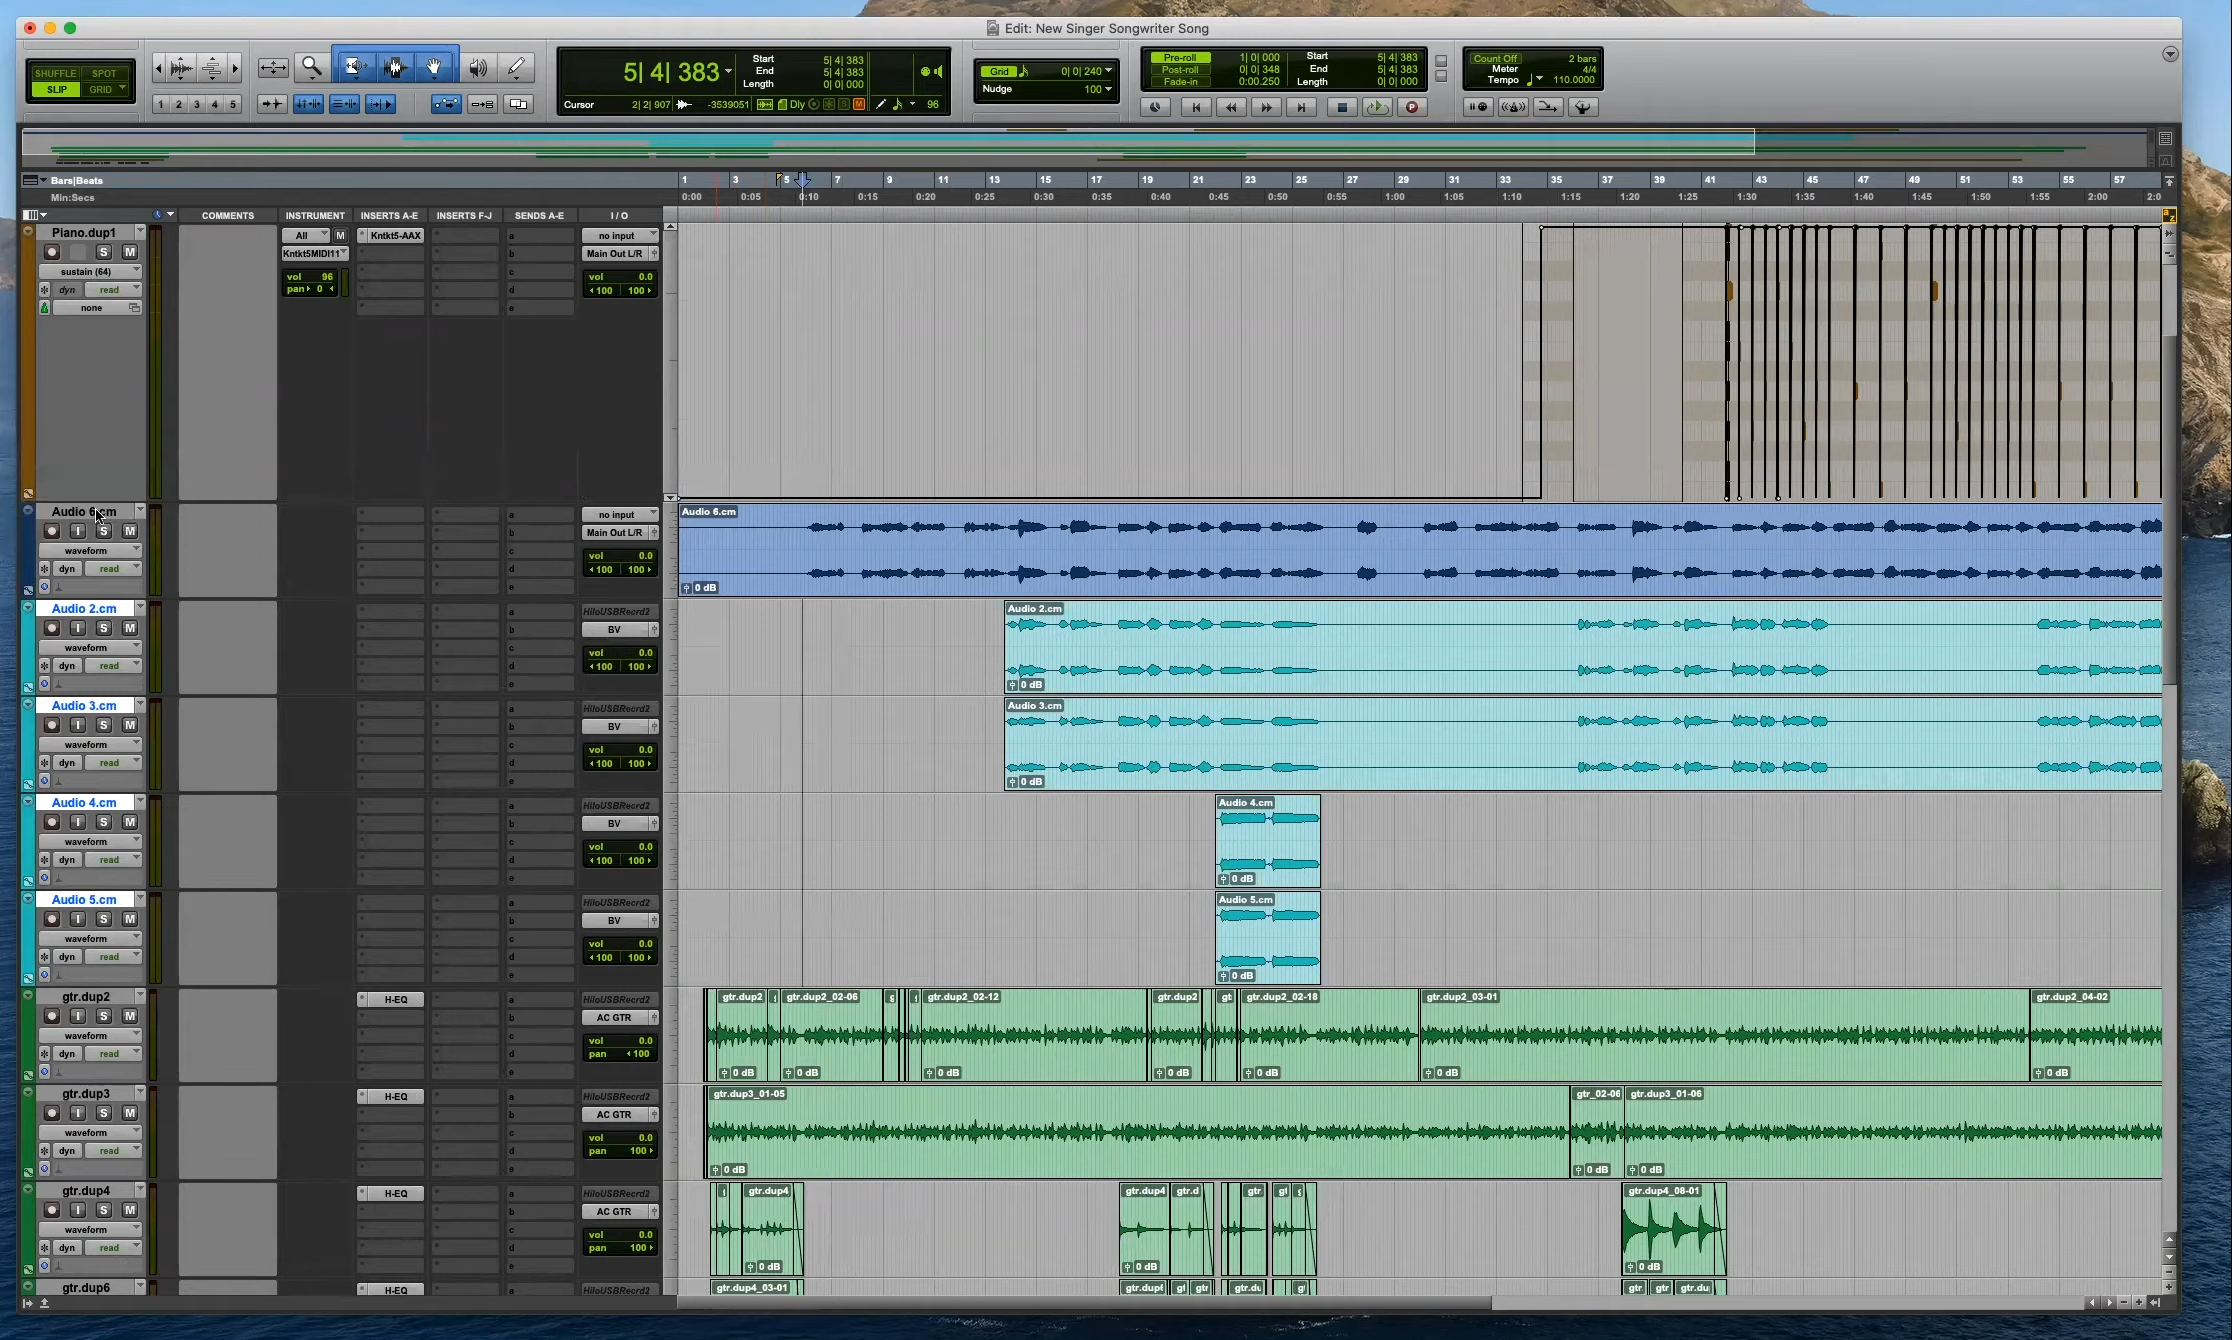 Edit: New Singer Songwriter Song
SHUFFLE SPOT
SLIP GRID
1 2 3 4 5
5| 4| 383
Start 5| 4| 383
End 5| 4| 383
Length 0| 0| 000
Cursor 2| 2| 907 -3539051 Dly S M 96
Grid 0| 0| 240
Nudge 100
Pre-roll 1| 0| 000 Start 5| 4| 383
Post-roll 0| 0| 348 End 5| 4| 383
Fade-in 0:00.250 Length 0| 0| 000
Count Off 2 bars
Meter 4/4
Tempo 110.0000
Bars|Beats 1 3 5 7 9 11 13 15 17 19 21 23 25 27 29 31 33 35 37 39 41 43 45 47 49 51 53 55 57
Min:Secs 0:00 0:05 0:10 0:15 0:20 0:25 0:30 0:35 0:40 0:45 0:50 0:55 1:00 1:05 1:10 1:15 1:20 1:25 1:30 1:35 1:40 1:45 1:50 1:55 2:00 2:0
COMMENTS INSTRUMENT INSERTS A-E INSERTS F-J SENDS A-E I / O
a z
Piano.dup1
S M
sustain (64)
dyn read
none
All M
Kntkt5MIDI11
vol 96
pan 0
Kntkt5-AAX
a
b
c
d
e
no input
Main Out L/R
vol 0.0
100 100
Audio 6.cm
I S M
waveform
dyn read
a
b
c
d
e
no input
Main Out L/R
vol 0.0
100 100
Audio 6.cm
0 dB
Audio 2.cm
I S M
waveform
dyn read
a
b
c
d
e
HiloUSBRecrd2
BV
vol 0.0
100 100
Audio 2.cm
0 dB
Audio 3.cm
I S M
waveform
dyn read
a
b
c
d
e
HiloUSBRecrd2
BV
vol 0.0
100 100
Audio 3.cm
0 dB
Audio 4.cm
I S M
waveform
dyn read
a
b
c
d
e
HiloUSBRecrd2
BV
vol 0.0
100 100
Audio 4.cm
0 dB
Audio 5.cm
I S M
waveform
dyn read
a
b
c
d
e
HiloUSBRecrd2
BV
vol 0.0
100 100
Audio 5.cm
0 dB
gtr.dup2
I S M
waveform
dyn read
H-EQ
a
b
c
d
e
HiloUSBRecrd2
AC GTR
vol 0.0
pan 100
gtr.dup2 gtr.dup2_02-06 gtr.dup2_02-12 gtr.dup2 gt gtr.dup2_02-18 gtr.dup2_03-01 gtr.dup2_04-02
0 dB 0 dB 0 dB 0 dB 0 dB 0 dB 0 dB
gtr.dup3
I S M
waveform
dyn read
H-EQ
a
b
c
d
e
HiloUSBRecrd2
AC GTR
vol 0.0
pan 100
gtr.dup3_01-05 gtr_02-06 gtr.dup3_01-06
0 dB 0 dB 0 dB
gtr.dup4
I S M
waveform
dyn read
H-EQ
a
b
c
d
e
HiloUSBRecrd2
AC GTR
vol 0.0
pan 100
gtr.dup4 gtr.dup4 gtr.d gtr gtr.dup4_08-01
0 dB 0 dB 0 dB
gtr.dup6
H-EQ
a
HiloUSBRecrd2
gtr.dup4_03-01 gtr gtr.du gtr gtr gtr.du